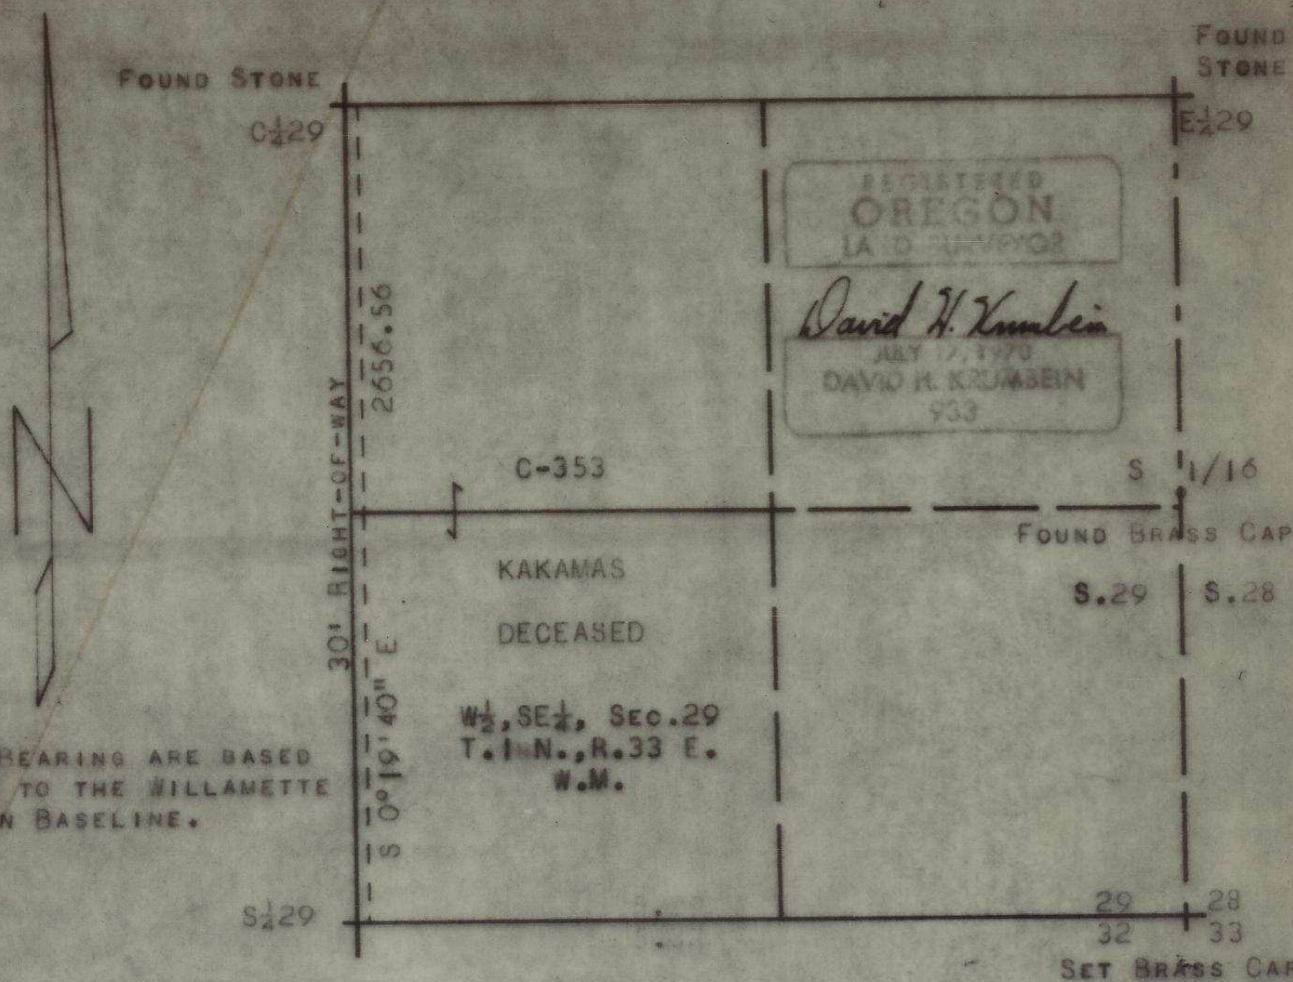 FOUND STONE
FOUND
STONE
C¼29
E¼29
REGISTERED
OREGON
LAND SURVEYOR
David H. Krumbein
JULY 17, 1970
DAVID H. KRUMBEIN
933
2656.56
30' RIGHT-OF-WAY
S 0°19'40" E
C-353
S 1/16
FOUND BRASS CAP
S.29 S.28
KAKAMAS
DECEASED
W½,SE¼, SEC.29
T.1 N.,R.33 E.
W.M.
BEARING ARE BASED
TO THE WILLAMETTE
N BASELINE.
N
S¼29
29 28
32 33
SET BRASS CAP